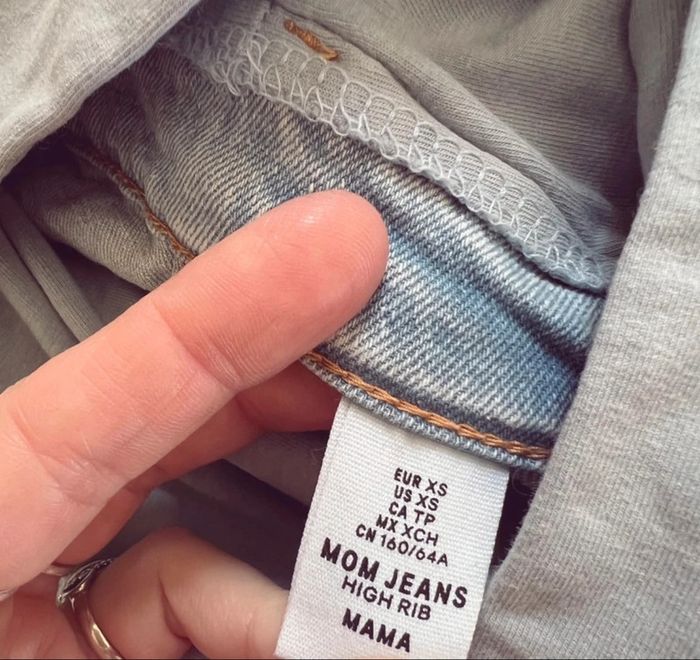 EUR XS
US XS
CA TP
MX XCH
CN 160/64A
MOM JEANS
HIGH RIB
MAMA